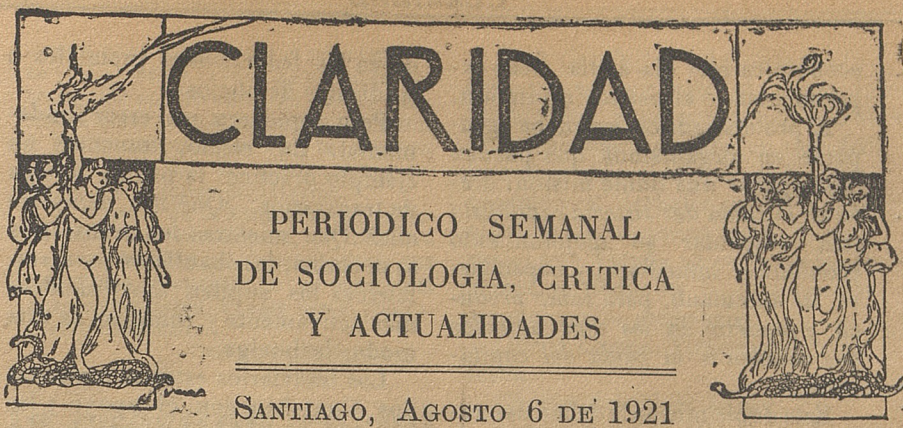 CLARIDAD
PERIODICO SEMANAL
DE SOCIOLOGIA, CRITICA
Y ACTUALIDADES
SANTIAGO, AGOSTO 6 DE 1921